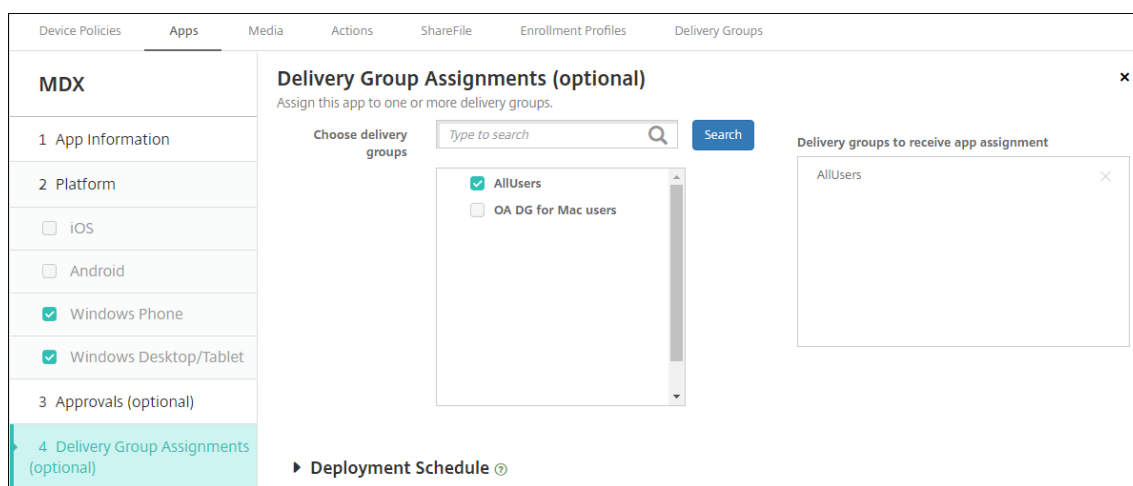 Device Policies Apps Media Actions ShareFile Enrollment Profiles Delivery Groups
MDX
1 App Information
2 Platform
iOS
Android
Windows Phone
Windows Desktop/Tablet
3 Approvals (optional)
4 Delivery Group Assignments
(optional)
Delivery Group Assignments (optional)
Assign this app to one or more delivery groups.
Choose delivery
groups
Type to search
Search
AllUsers
OA DG for Mac users
Delivery groups to receive app assignment
AllUsers
Deployment Schedule